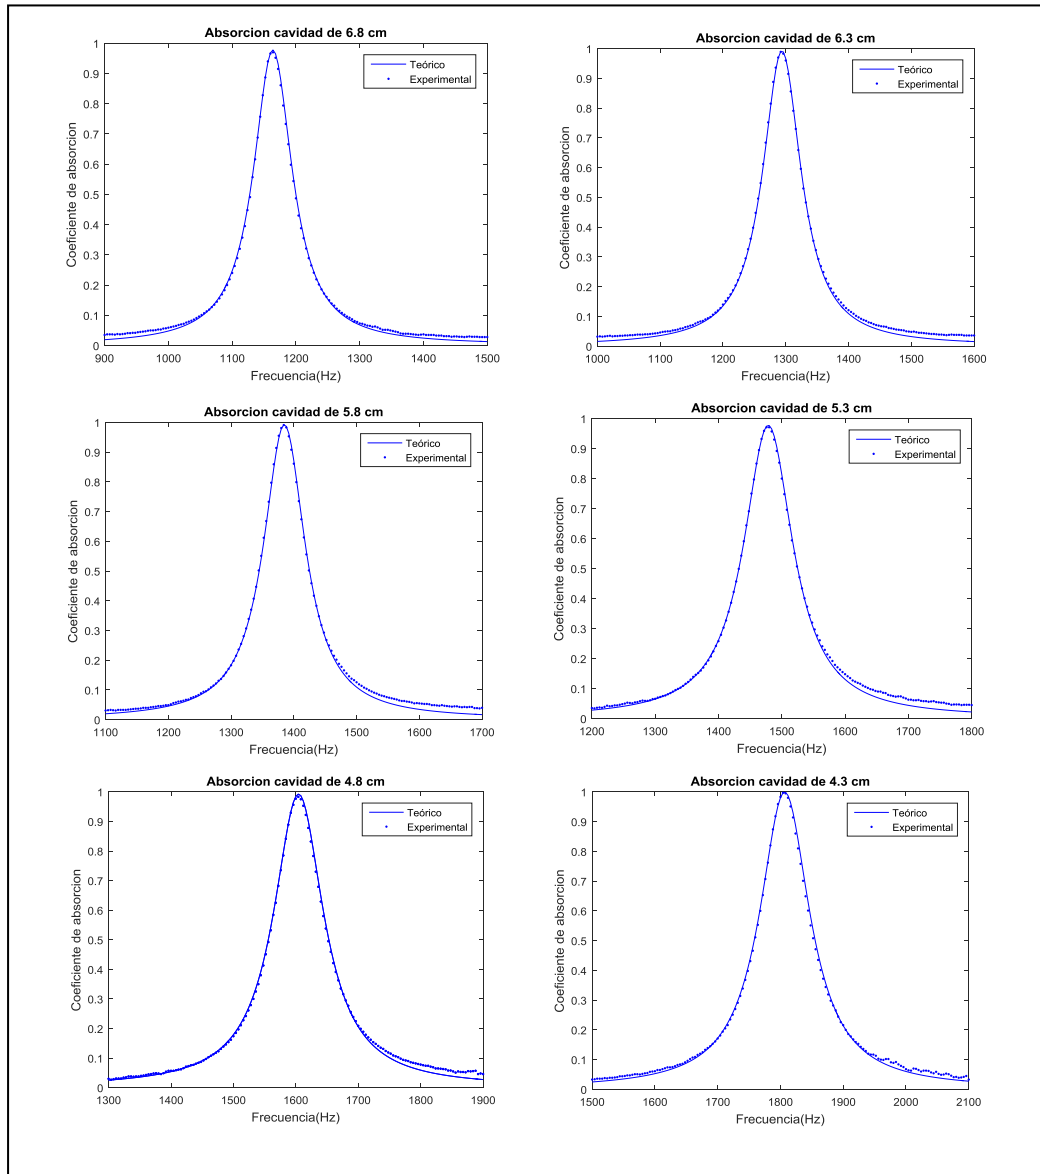 Absorcion cavidad de 6.8 cm
Coeficiente de absorcion
1
0.9
0.8
0.7
0.6
0.5
0.4
0.3
0.2
0.1
0
Teórico
Experimental
900 1000 1100 1200 1300 1400 1500
Frecuencia(Hz)
Absorcion cavidad de 6.3 cm
Coeficiente de absorcion
1
0.9
0.8
0.7
0.6
0.5
0.4
0.3
0.2
0.1
0
Teórico
Experimental
1000 1100 1200 1300 1400 1500 1600
Frecuencia(Hz)
Absorcion cavidad de 5.8 cm
Coeficiente de absorcion
1
0.9
0.8
0.7
0.6
0.5
0.4
0.3
0.2
0.1
0
Teórico
Experimental
1100 1200 1300 1400 1500 1600 1700
Frecuencia(Hz)
Absorcion cavidad de 5.3 cm
Coeficiente de absorcion
1
0.9
0.8
0.7
0.6
0.5
0.4
0.3
0.2
0.1
0
Teórico
Experimental
1200 1300 1400 1500 1600 1700 1800
Frecuencia(Hz)
Absorcion cavidad de 4.8 cm
Coeficiente de absorcion
1
0.9
0.8
0.7
0.6
0.5
0.4
0.3
0.2
0.1
0
Teórico
Experimental
1300 1400 1500 1600 1700 1800 1900
Frecuencia(Hz)
Absorcion cavidad de 4.3 cm
Coeficiente de absorcion
1
0.9
0.8
0.7
0.6
0.5
0.4
0.3
0.2
0.1
0
Teórico
Experimental
1500 1600 1700 1800 1900 2000 2100
Frecuencia(Hz)